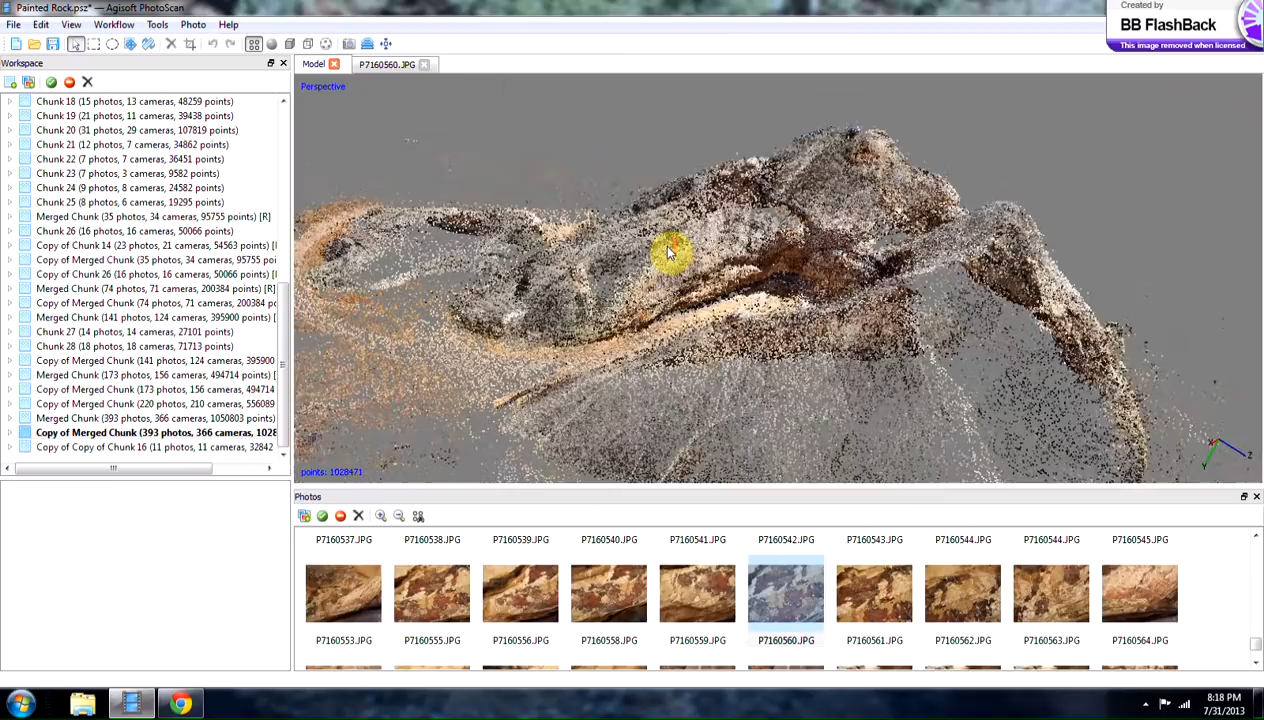 Painted Rock.psz* — Agisoft PhotoScan
Created by
BB FlashBack
This image removed when licensed
File Edit View Workflow Tools Photo Help
Workspace
Model P7160560.JPG
Perspective
Chunk 18 (15 photos, 13 cameras, 48259 points)
Chunk 19 (21 photos, 11 cameras, 39438 points)
Chunk 20 (31 photos, 29 cameras, 107819 points)
Chunk 21 (12 photos, 7 cameras, 34862 points)
Chunk 22 (7 photos, 7 cameras, 36451 points)
Chunk 23 (7 photos, 3 cameras, 9582 points)
Chunk 24 (9 photos, 8 cameras, 24582 points)
Chunk 25 (8 photos, 6 cameras, 19295 points)
Merged Chunk (35 photos, 34 cameras, 95755 points) [R]
Chunk 26 (16 photos, 16 cameras, 50066 points)
Copy of Chunk 14 (23 photos, 21 cameras, 54563 points) [
Copy of Merged Chunk (35 photos, 34 cameras, 95755 poin
Copy of Chunk 26 (16 photos, 16 cameras, 50066 points) [
Merged Chunk (74 photos, 71 cameras, 200384 points) [R]
Copy of Merged Chunk (74 photos, 71 cameras, 200384 poi
Merged Chunk (141 photos, 124 cameras, 395900 points)
Chunk 27 (14 photos, 14 cameras, 27101 points)
Chunk 28 (18 photos, 18 cameras, 71713 points)
Copy of Merged Chunk (141 photos, 124 cameras, 395900
Merged Chunk (173 photos, 156 cameras, 494714 points) [
Copy of Merged Chunk (173 photos, 156 cameras, 494714
Copy of Merged Chunk (220 photos, 210 cameras, 556089
Merged Chunk (393 photos, 366 cameras, 1050803 points)
Copy of Merged Chunk (393 photos, 366 cameras, 1028
Copy of Copy of Chunk 16 (11 photos, 11 cameras, 32842
points: 1028471
X Y Z
Photos
P7160537.JPG P7160538.JPG P7160539.JPG P7160540.JPG P7160541.JPG P7160542.JPG P7160543.JPG P7160544.JPG P7160544.JPG P7160545.JPG
P7160553.JPG P7160555.JPG P7160556.JPG P7160558.JPG P7160559.JPG P7160560.JPG P7160561.JPG P7160562.JPG P7160563.JPG P7160564.JPG
8:18 PM
7/31/2013